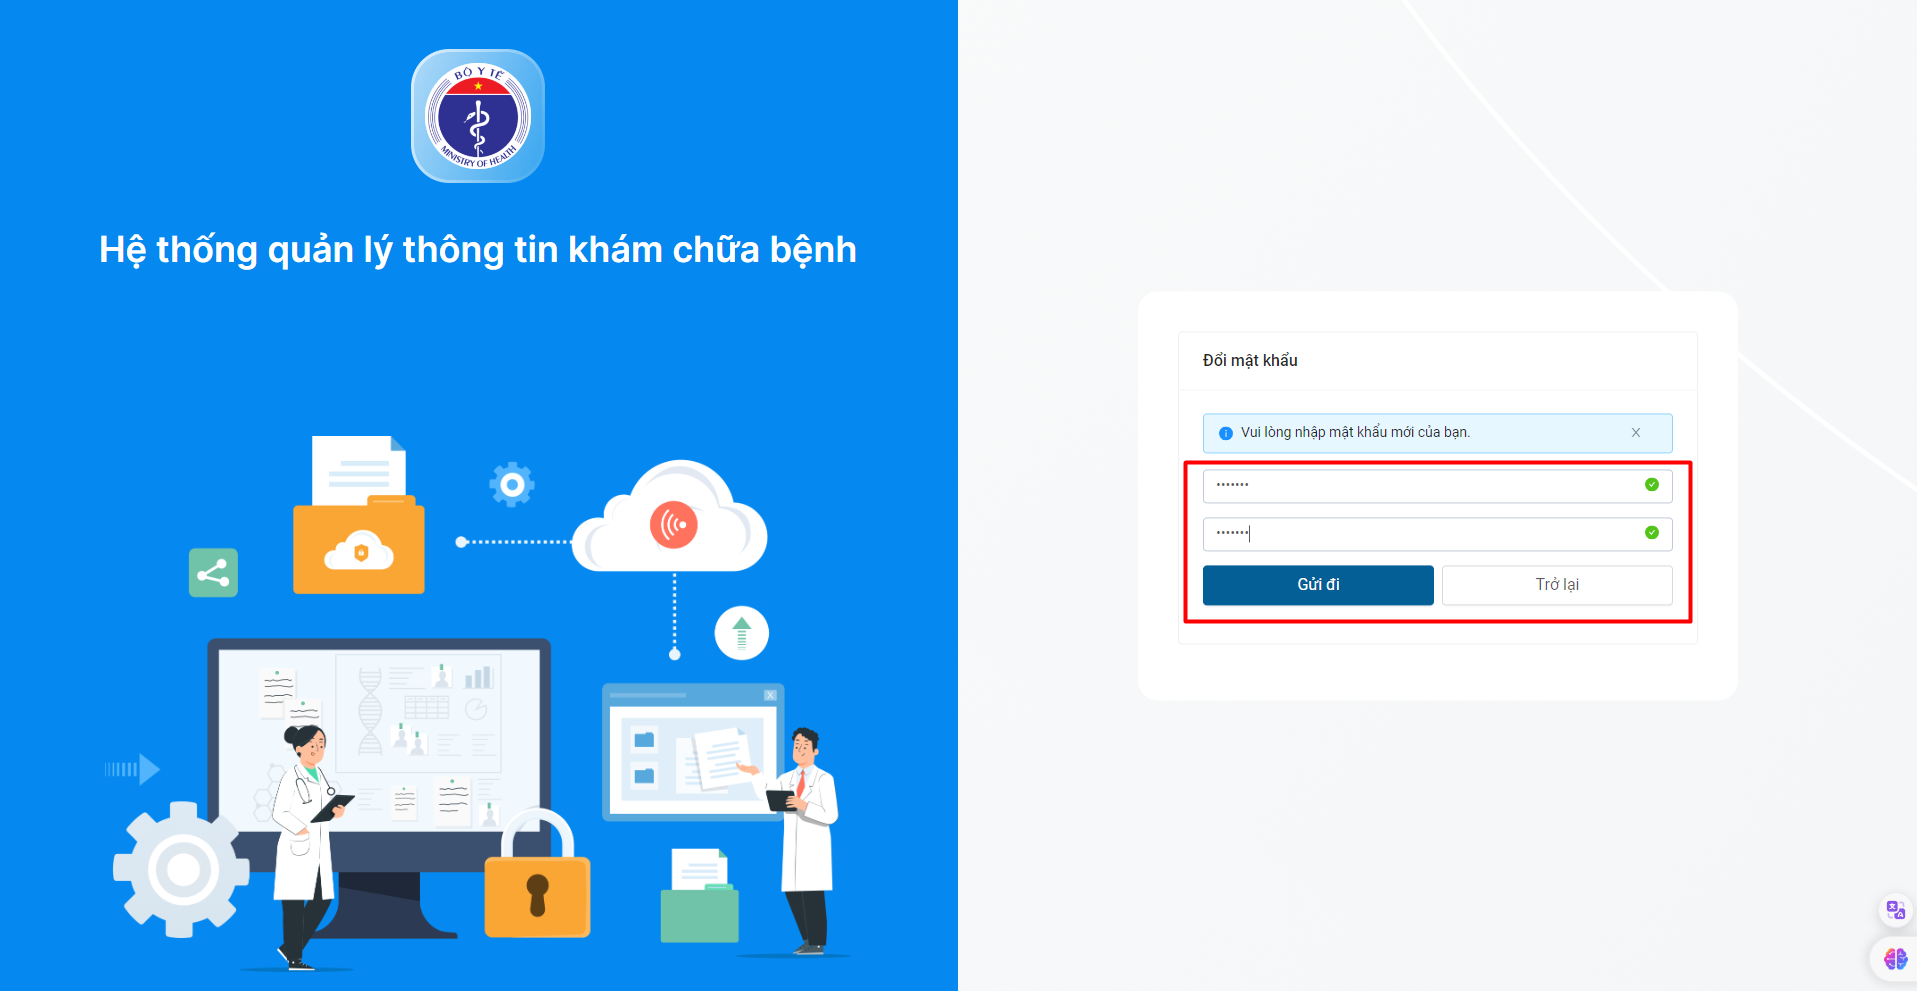 BỘ Y TẾ
MINISTRY OF HEALTH
Hệ thống quản lý thông tin khám chữa bệnh
Đổi mật khẩu
Vui lòng nhập mật khẩu mới của bạn.
•••••••
•••••••
Gửi đi
Trở lại